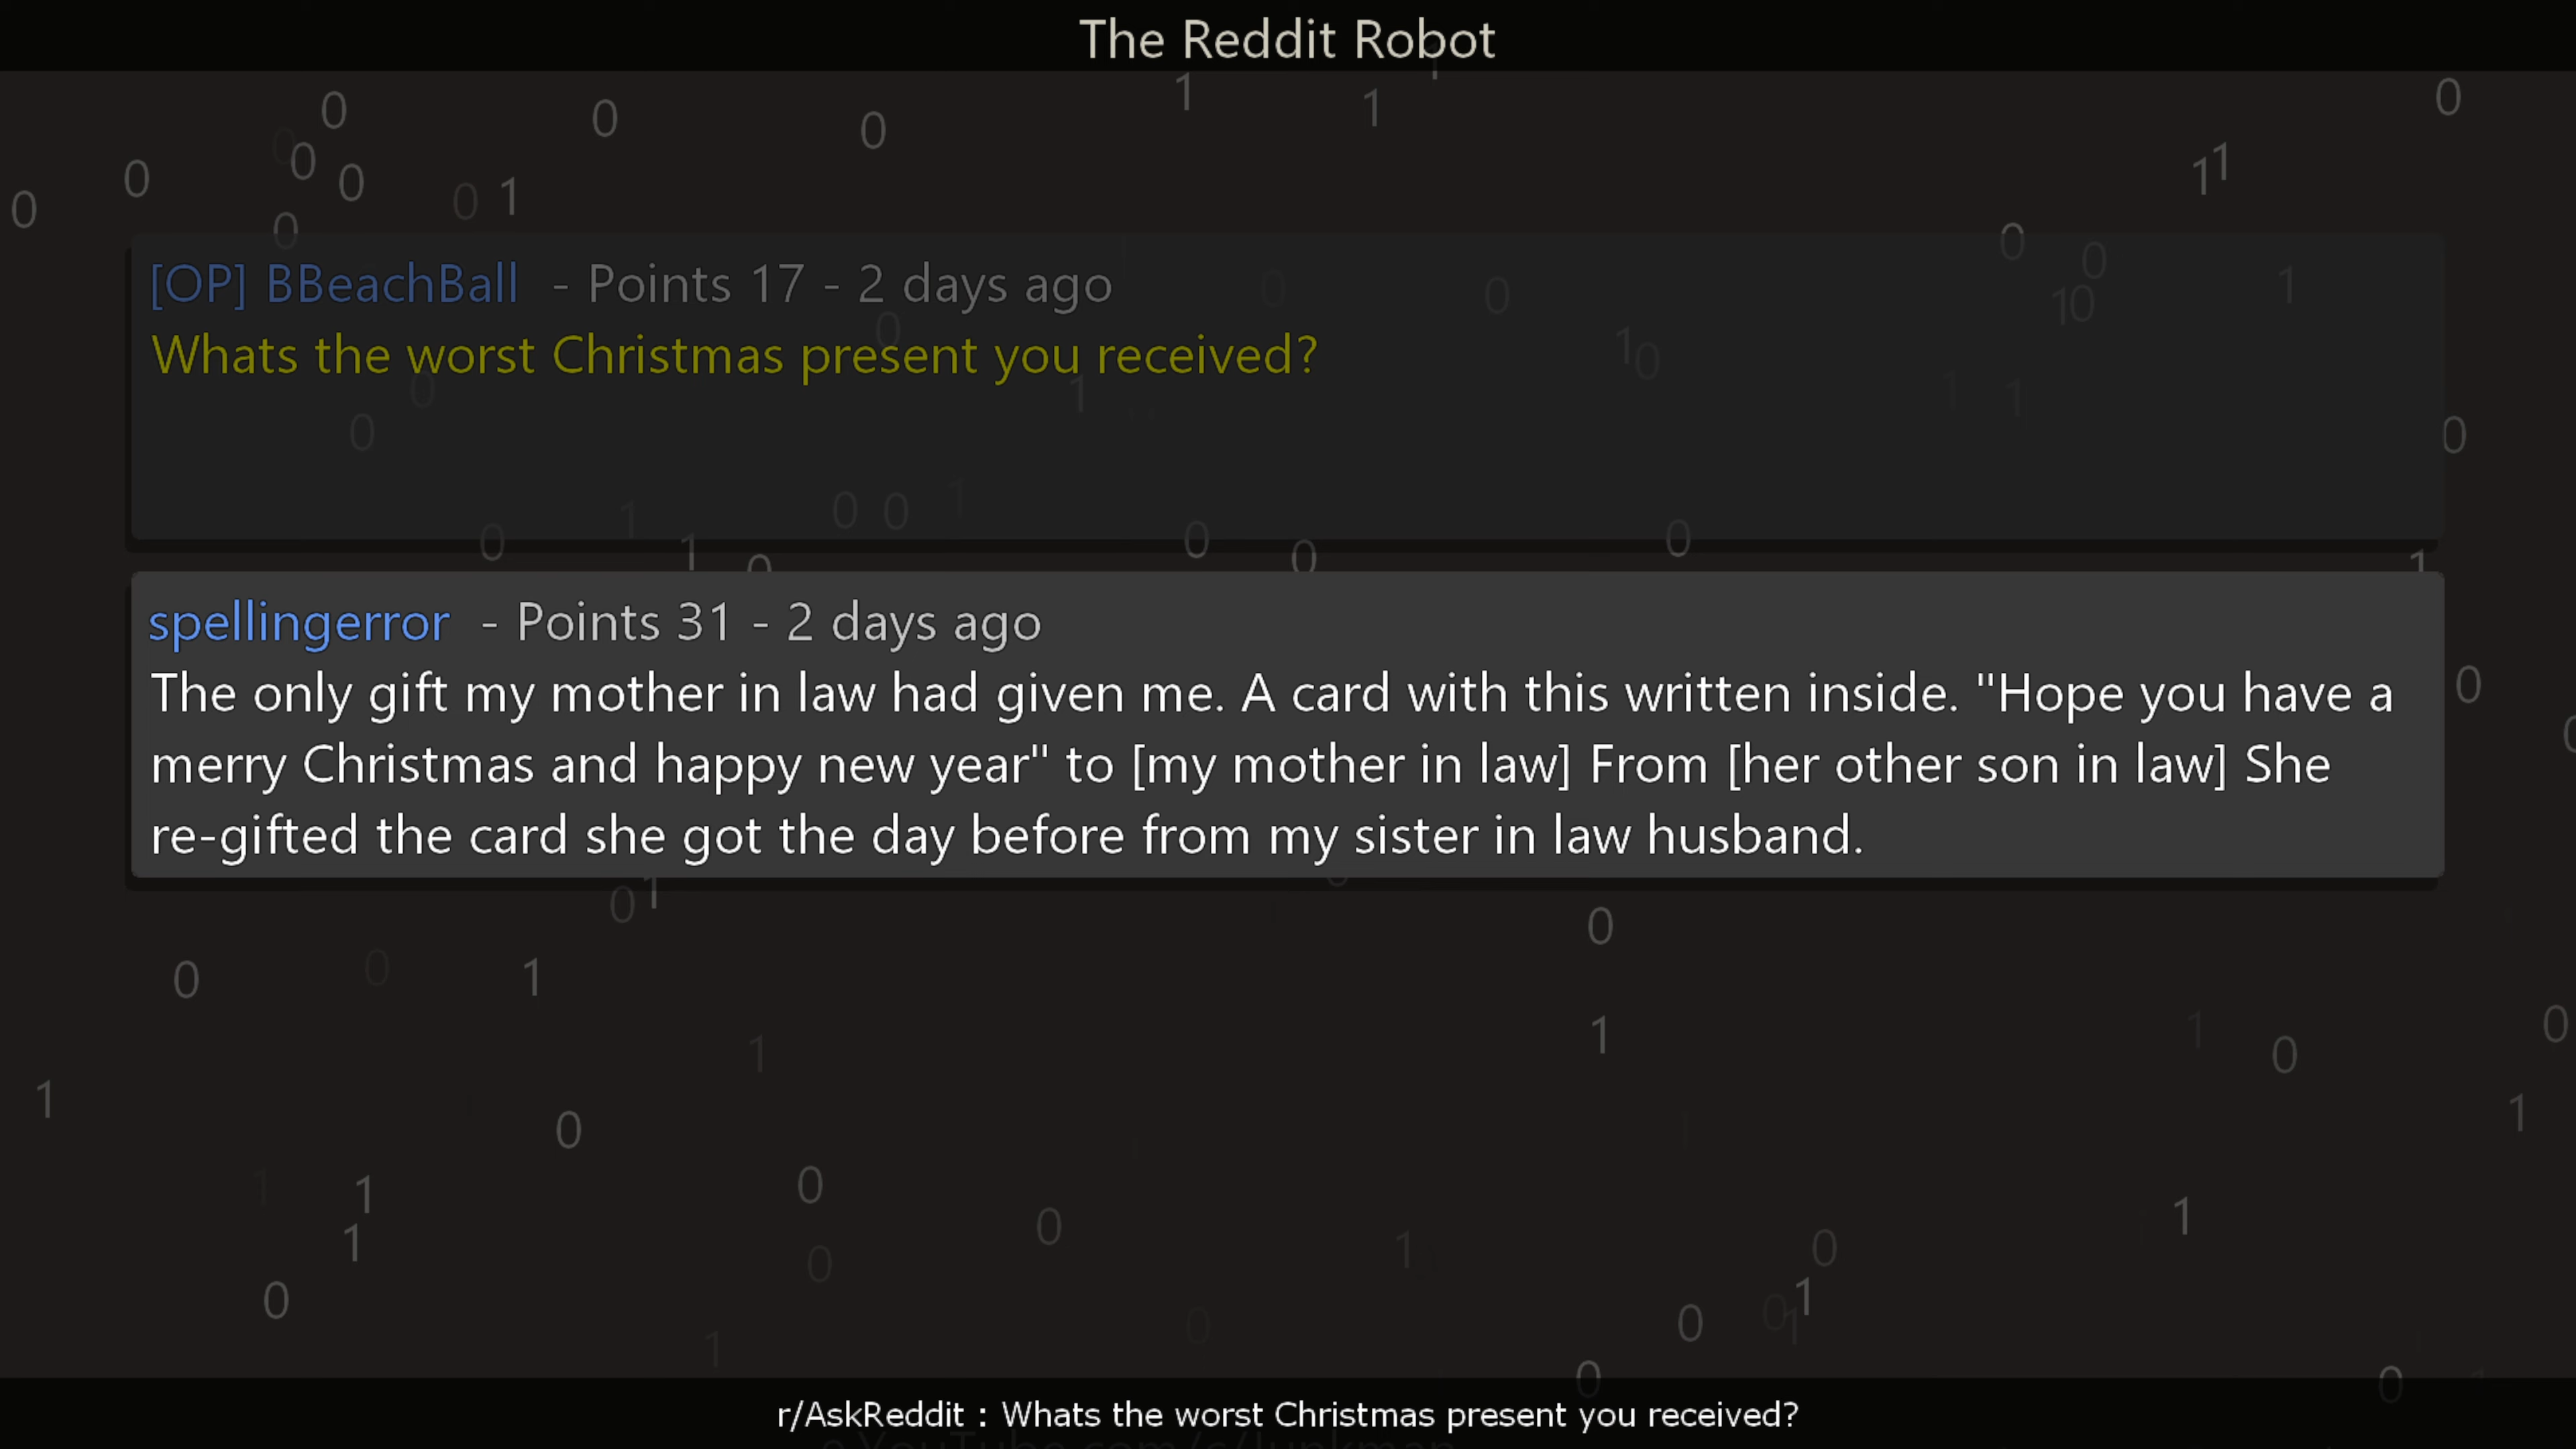 The Reddit Robot
[OP] BBeachBall - Points 17 - 2 days ago
Whats the worst Christmas present you received?
spellingerror - Points 31 - 2 days ago
The only gift my mother in law had given me. A card with this written inside. "Hope you have a
merry Christmas and happy new year" to [my mother in law] From [her other son in law] She
re-gifted the card she got the day before from my sister in law husband.
r/AskReddit : Whats the worst Christmas present you received?